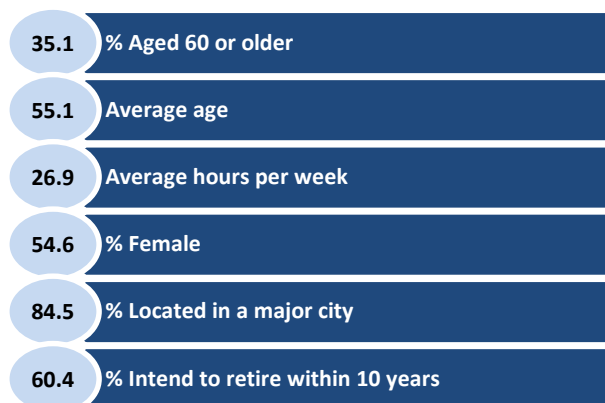 35.1 % Aged 60 or older
55.1 Average age
26.9 Average hours per week
54.6 % Female
84.5 % Located in a major city
60.4 % Intend to retire within 10 years